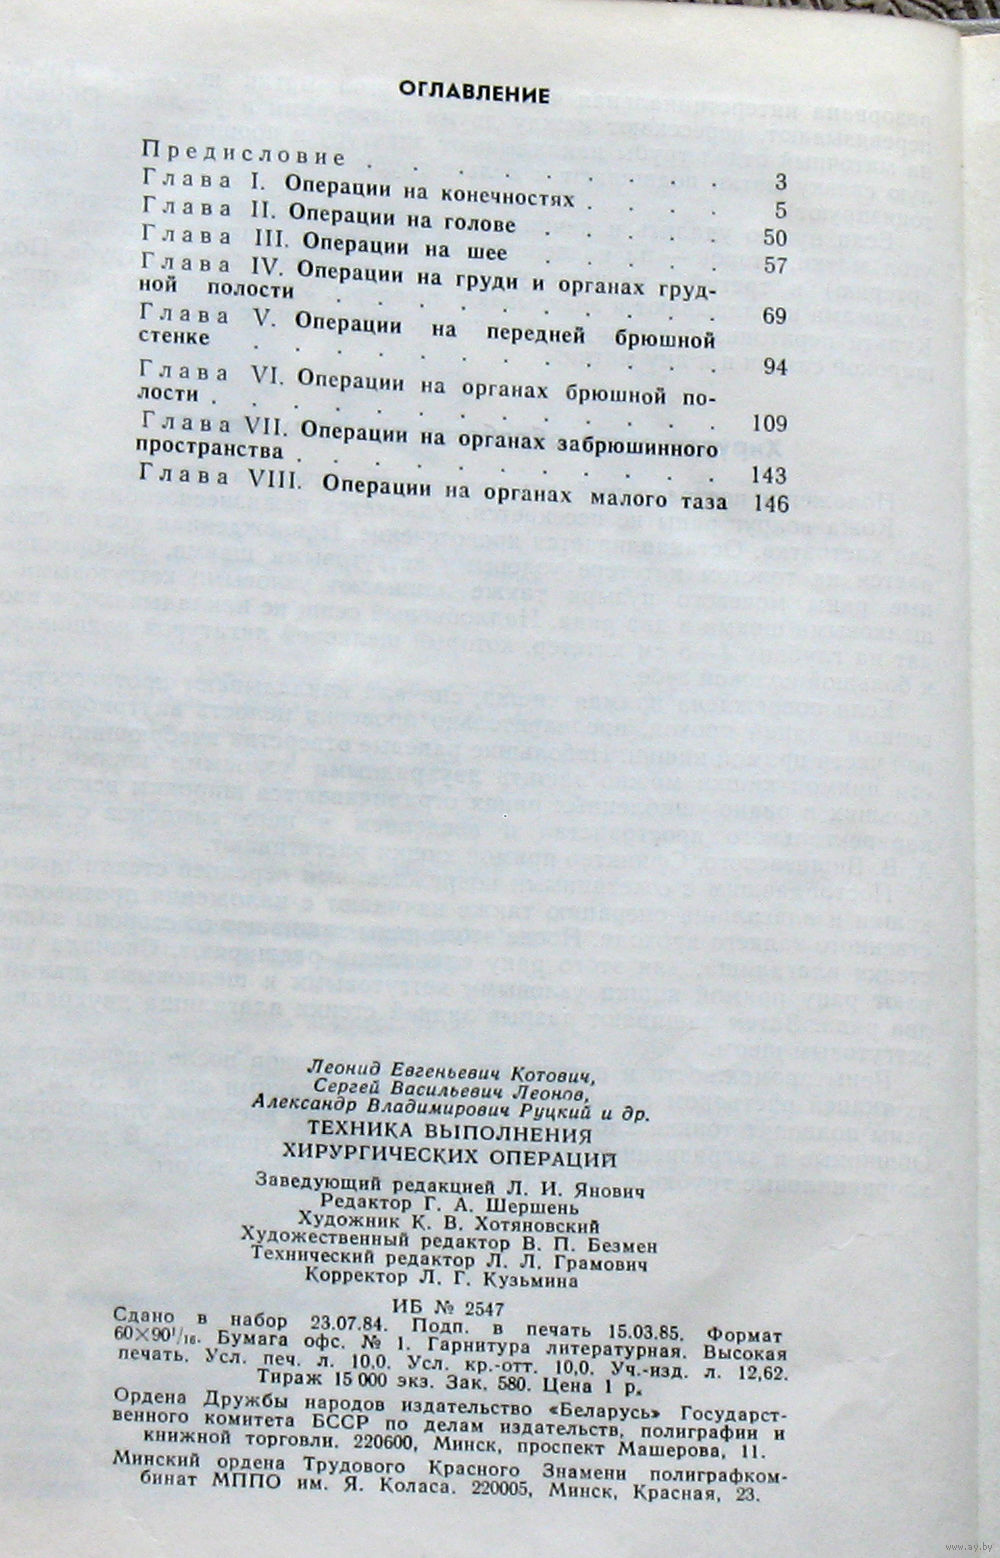 ОГЛАВЛЕНИЕ
Предисловие . . . . . . . . . 3
Глава I. Операции на конечностях . . . . 5
Глава II. Операции на голове . . . . 50
Глава III. Операции на шее . . . . . 57
Глава IV. Операции на груди и органах груд-
ной полости . . . . . . . . . . 69
Глава V. Операции на передней брюшной
стенке . . . . . . . . . . . . 94
Глава VI. Операции на органах брюшной по-
лости . . . . . . . . . . . . . 109
Глава VII. Операции на органах забрюшинного
пространства . . . . . . . . . . . 143
Глава VIII. Операции на органах малого таза 146
Леонид Евгеньевич Котович,
Сергей Васильевич Леонов,
Александр Владимирович Руцкий и др.
ТЕХНИКА ВЫПОЛНЕНИЯ
ХИРУРГИЧЕСКИХ ОПЕРАЦИЙ
Заведующий редакцией Л. И. Янович
Редактор Г. А. Шершень
Художник К. В. Хотяновский
Художественный редактор В. П. Безмен
Технический редактор Л. Л. Грамович
Корректор Л. Г. Кузьмина
ИБ № 2547
Сдано в набор 23.07.84. Подп. в печать 15.03.85. Формат
60×90 1/16. Бумага офс. № 1. Гарнитура литературная. Высокая
печать. Усл. печ. л. 10,0. Усл. кр.-отт. 10,0. Уч.-изд. л. 12,62.
Тираж 15 000 экз. Зак. 580. Цена 1 р.
Ордена Дружбы народов издательство «Беларусь» Государст-
венного комитета БССР по делам издательств, полиграфии и
книжной торговли. 220600, Минск, проспект Машерова, 11.
Минский ордена Трудового Красного Знамени полиграфком-
бинат МППО им. Я. Коласа. 220005, Минск, Красная, 23.
www.ay.by